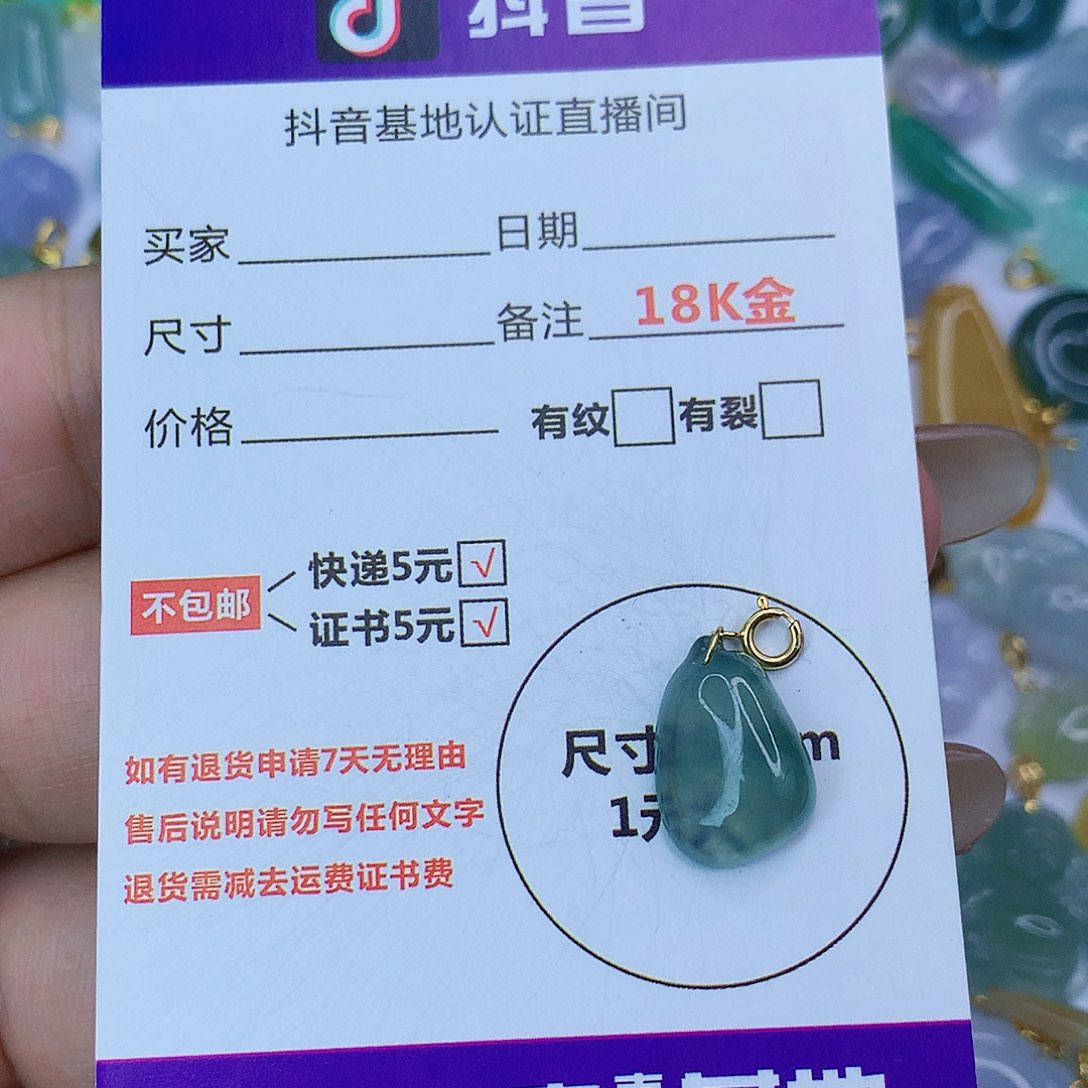 抖音
抖音基地认证直播间
买家 日期
尺寸 备注 18K金
价格 有纹 有裂
快递5元 √
不包邮
证书5元 √
尺寸 m
如有退货申请7天无理由
1元
售后说明请勿写任何文字
退货需减去运费证书费